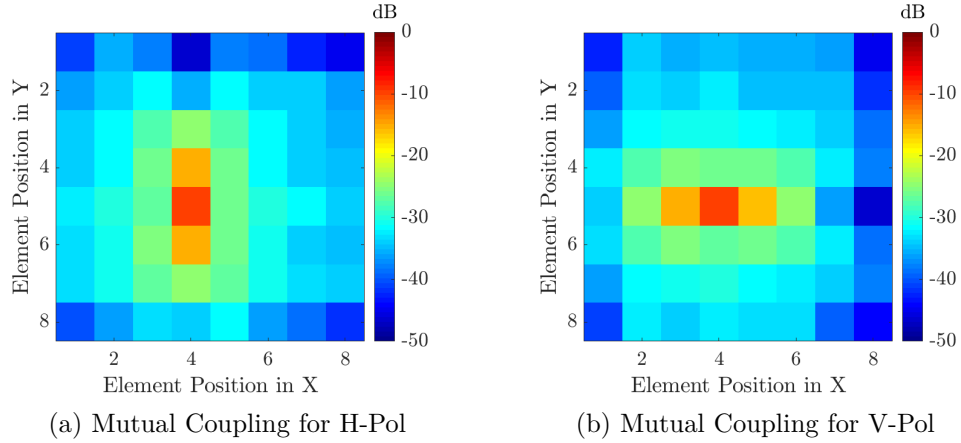 dB
0
-10
-20
-30
-40
-50
2
4
6
8
Element Position in Y
2 4 6 8
Element Position in X
(a) Mutual Coupling for H-Pol
dB
0
-10
-20
-30
-40
-50
2
4
6
8
Element Position in Y
2 4 6 8
Element Position in X
(b) Mutual Coupling for V-Pol